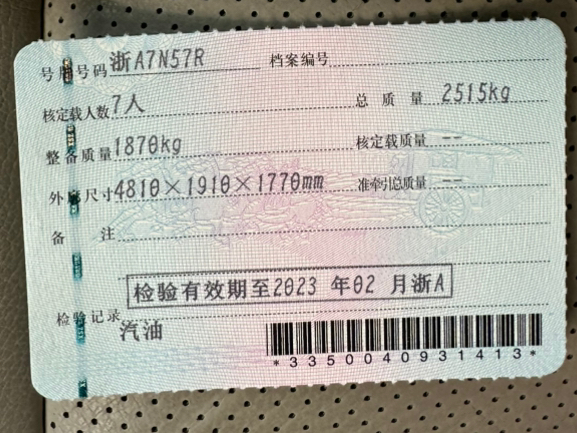 号牌号码 浙A7N57R 档案编号
核定载人数 7人 总质量 2515kg
整备质量 1870kg 核定载质量 --
外廓尺寸 4810×1910×1770mm 准牵引总质量 --
备注
检验有效期至2023年02月浙A
检验记录
汽油
*3350040931413*